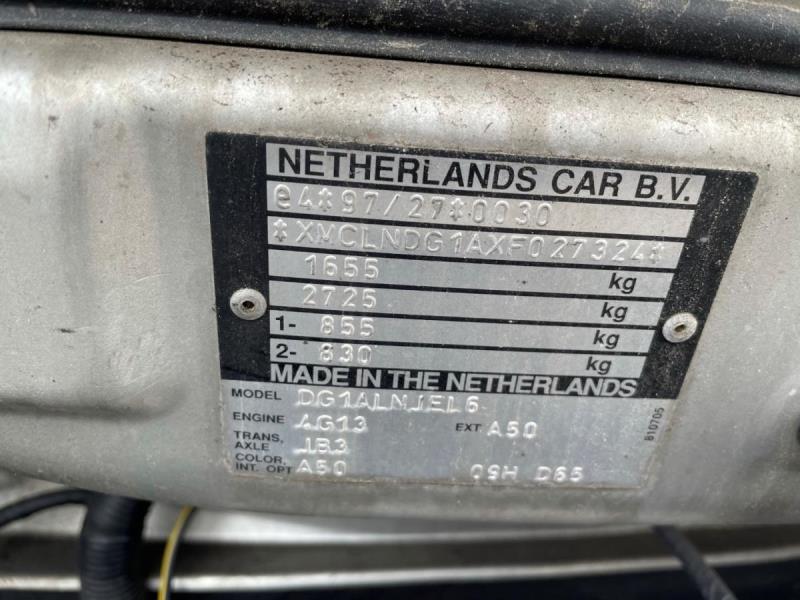 NETHERLANDS CAR B.V.
e4*97/27*0030
*XMCLNDG1AXF027324*
1655 kg
2725 kg
1- 855 kg
2- 830 kg
MADE IN THE NETHERLANDS
MODEL DG1ALNJEL6
ENGINE 4G13 EXT A50
TRANS, AXLE JB3
COLOR, INT. OPT A50 09H D65
810705